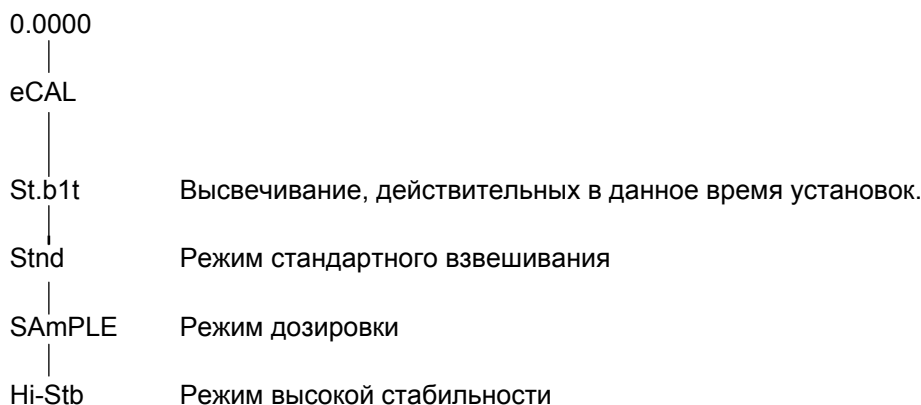 0.0000
eCAL
St.b1t Высвечивание, действительных в данное время установок.
Stnd Режим стандартного взвешивания
SAmPLE Режим дозировки
Hi-Stb Режим высокой стабильности